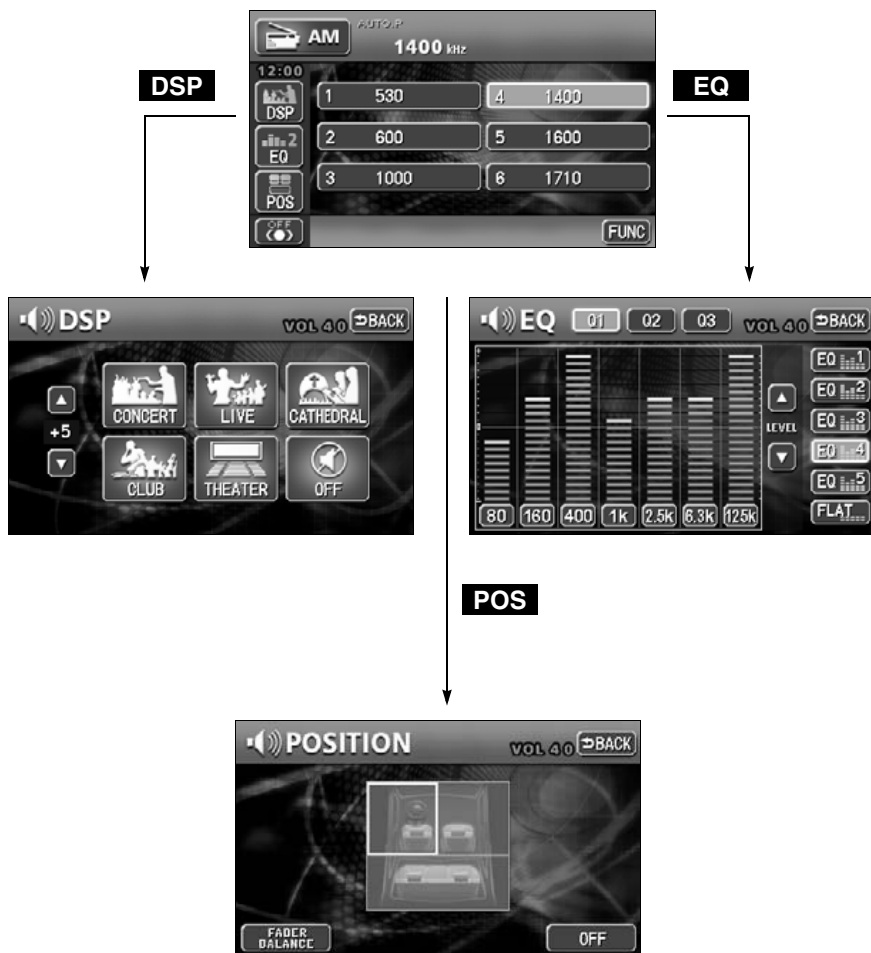 AUTO.P
AM
1400 kHz
12:00
DSP
EQ
DSP
1 530
4 1400
2
EQ
2 600
5 1600
POS
3 1000
6 1710
OFF
FUNC
DSP
VOL 40
BACK
CONCERT
LIVE
CATHEDRAL
+5
CLUB
THEATER
OFF
EQ
Q1
Q2
Q3
VOL 40
BACK
EQ 1
EQ 2
LEVEL
EQ 3
EQ 4
EQ 5
FLAT
80
160
400
1k
2.5k
6.3k
125k
POS
POSITION
VOL 40
BACK
FADER
BALANCE
OFF